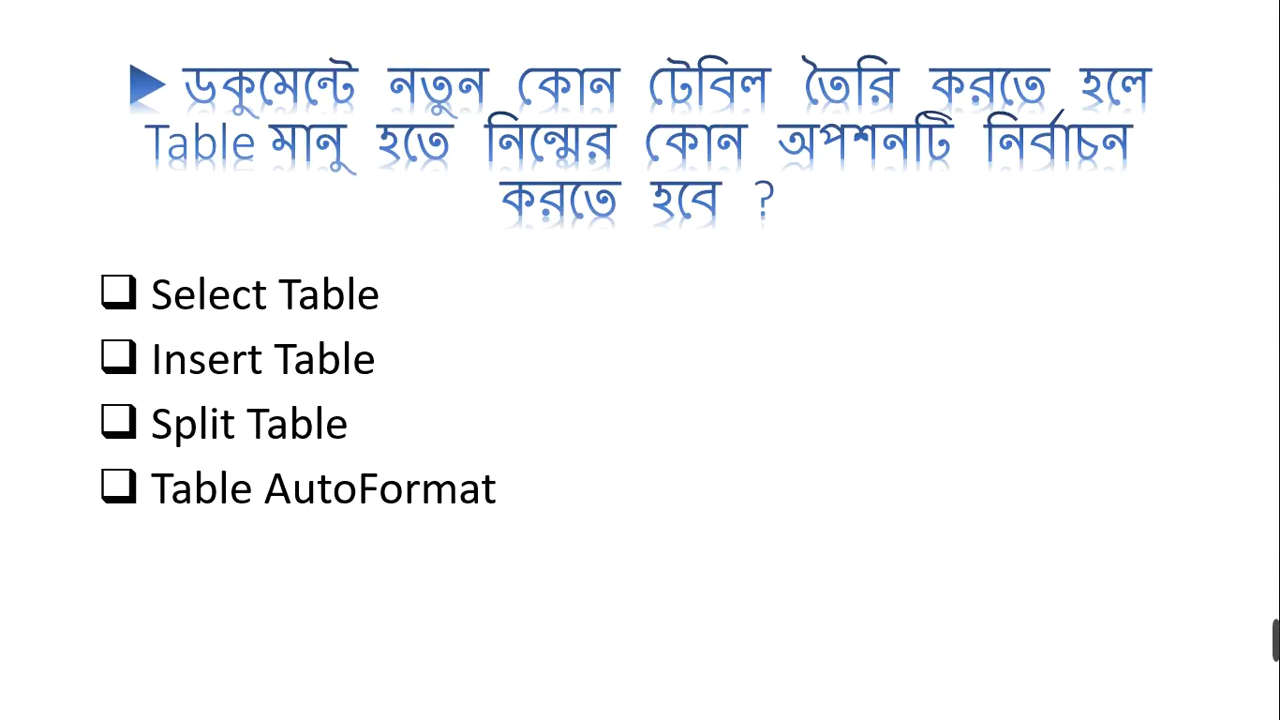 ▶ ডকুমেন্টে নতুন কোন টেবিল তৈরি করতে হলে
Table মানু হতে নিন্মের কোন অপশনটি নির্বাচন
করতে হবে ?
❑ Select Table
❑ Insert Table
❑ Split Table
❑ Table AutoFormat